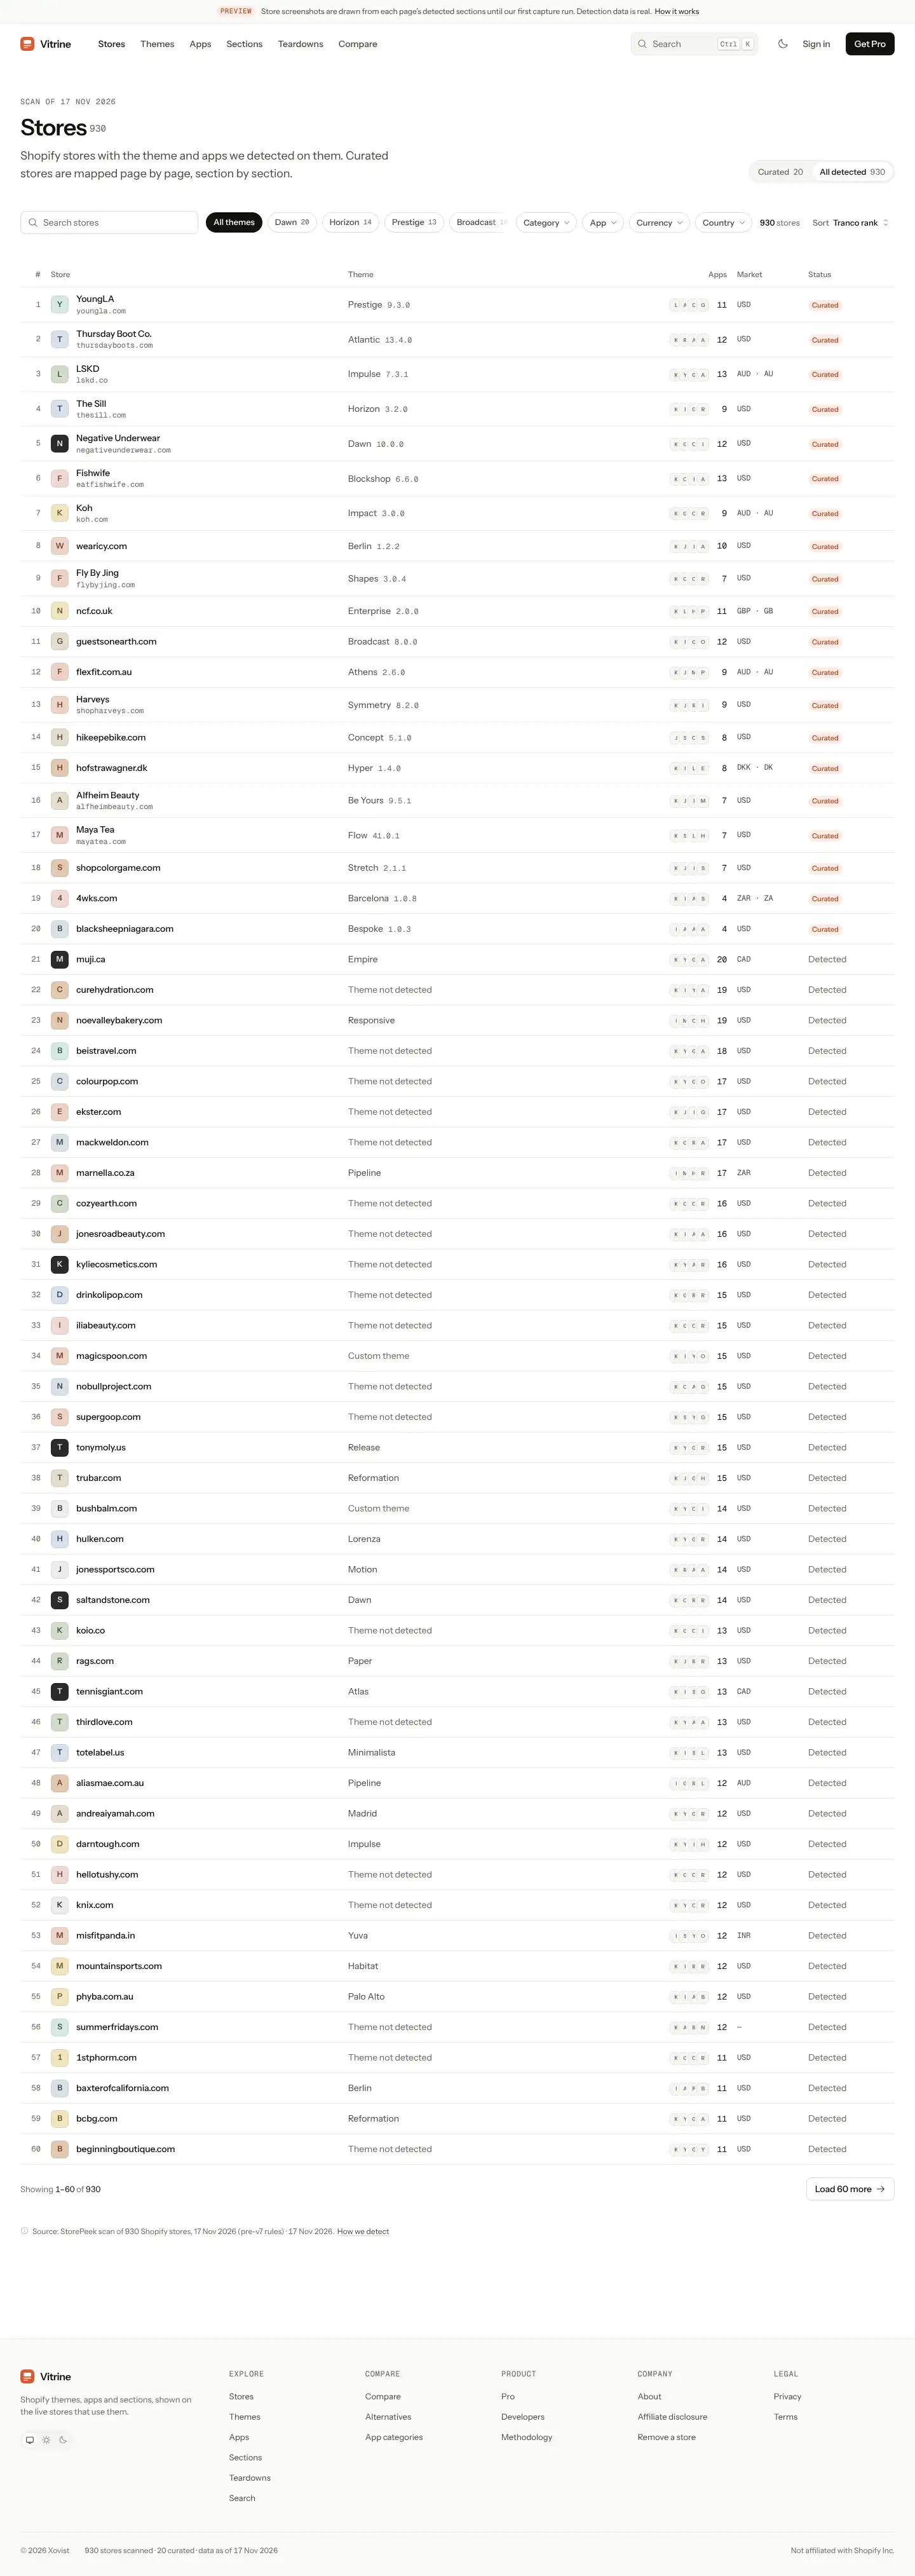 PREVIEW Store screenshots are drawn from each page's detected sections until our first capture run. Detection data is real. How it works
Vitrine Stores Themes Apps Sections Teardowns Compare Search Ctrl K Sign in Get Pro
SCAN OF 17 NOV 2026
Stores 930
Shopify stores with the theme and apps we detected on them. Curated
stores are mapped page by page, section by section.
Curated 20 All detected 930
Search stores All themes Dawn 20 Horizon 14 Prestige 13 Broadcast Category App Currency Country 930 stores Sort Tranco rank
# Store Theme Apps Market Status
1 Y YoungLA Prestige 9.3.0 11 USD Curated
youngla.com
2 T Thursday Boot Co. Atlantic 13.4.0 12 USD Curated
thursdayboots.com
3 L LSKD Impulse 7.3.1 13 AUD · AU Curated
lskd.co
4 T The Sill Horizon 3.2.0 9 USD Curated
thesill.com
5 N Negative Underwear Dawn 10.0.0 12 USD Curated
negativeunderwear.com
6 F Fishwife Blockshop 6.6.0 13 USD Curated
eatfishwife.com
7 K Koh Impact 3.0.0 9 AUD · AU Curated
koh.com
8 W wearicy.com Berlin 1.2.2 10 USD Curated
9 F Fly By Jing Shapes 3.0.4 7 USD Curated
flybyjing.com
10 N ncf.co.uk Enterprise 2.0.0 11 GBP · GB Curated
11 G guestsonearth.com Broadcast 8.0.0 12 USD Curated
12 F flexfit.com.au Athens 2.6.0 9 AUD · AU Curated
13 H Harveys Symmetry 8.2.0 9 USD Curated
shopharveys.com
14 H hikeepebike.com Concept 5.1.0 8 USD Curated
15 H hofstrawagner.dk Hyper 1.4.0 8 DKK · DK Curated
16 A Alfheim Beauty Be Yours 9.5.1 7 USD Curated
alfheimbeauty.com
17 M Maya Tea Flow 41.0.1 7 USD Curated
mayatea.com
18 S shopcolorgame.com Stretch 2.1.1 7 USD Curated
19 4 4wks.com Barcelona 1.0.8 4 ZAR · ZA Curated
20 B blacksheepniagara.com Bespoke 1.0.3 4 USD Curated
21 M muji.ca Empire 20 CAD Detected
22 C curehydration.com Theme not detected 19 USD Detected
23 N noevalleybakery.com Responsive 19 USD Detected
24 B beistravel.com Theme not detected 18 USD Detected
25 C colourpop.com Theme not detected 17 USD Detected
26 E ekster.com Theme not detected 17 USD Detected
27 M mackweldon.com Theme not detected 17 USD Detected
28 M marnella.co.za Pipeline 17 ZAR Detected
29 C cozyearth.com Theme not detected 16 USD Detected
30 J jonesroadbeauty.com Theme not detected 16 USD Detected
31 K kyliecosmetics.com Theme not detected 16 USD Detected
32 D drinkolipop.com Theme not detected 15 USD Detected
33 I iliabeauty.com Theme not detected 15 USD Detected
34 M magicspoon.com Custom theme 15 USD Detected
35 N nobullproject.com Theme not detected 15 USD Detected
36 S supergoop.com Theme not detected 15 USD Detected
37 T tonymoly.us Release 15 USD Detected
38 T trubar.com Reformation 15 USD Detected
39 B bushbalm.com Custom theme 14 USD Detected
40 H hulken.com Lorenza 14 USD Detected
41 J jonessportsco.com Motion 14 USD Detected
42 S saltandstone.com Dawn 14 USD Detected
43 K koio.co Theme not detected 13 USD Detected
44 R rags.com Paper 13 USD Detected
45 T tennisgiant.com Atlas 13 CAD Detected
46 T thirdlove.com Theme not detected 13 USD Detected
47 T totelabel.us Minimalista 13 USD Detected
48 A aliasmae.com.au Pipeline 12 AUD Detected
49 A andreaiyamah.com Madrid 12 USD Detected
50 D darntough.com Impulse 12 USD Detected
51 H hellotushy.com Theme not detected 12 USD Detected
52 K knix.com Theme not detected 12 USD Detected
53 M misfitpanda.in Yuva 12 INR Detected
54 M mountainsports.com Habitat 12 USD Detected
55 P phyba.com.au Palo Alto 12 USD Detected
56 S summerfridays.com Theme not detected 12 – Detected
57 1 1stphorm.com Theme not detected 11 USD Detected
58 B baxterofcalifornia.com Berlin 11 USD Detected
59 B bcbg.com Reformation 11 USD Detected
60 B beginningboutique.com Theme not detected 11 USD Detected
Showing 1–60 of 930 Load 60 more →
Source: StorePeek scan of 930 Shopify stores, 17 Nov 2026 (pre-v7 rules) · 17 Nov 2026. How we detect
Vitrine
Shopify themes, apps and sections, shown on
the live stores that use them.
EXPLORE
Stores
Themes
Apps
Sections
Teardowns
Search
COMPARE
Compare
Alternatives
App categories
PRODUCT
Pro
Developers
Methodology
COMPANY
About
Affiliate disclosure
Remove a store
LEGAL
Privacy
Terms
© 2026 Xovist 930 stores scanned · 20 curated · data as of 17 Nov 2026 Not affiliated with Shopify Inc.